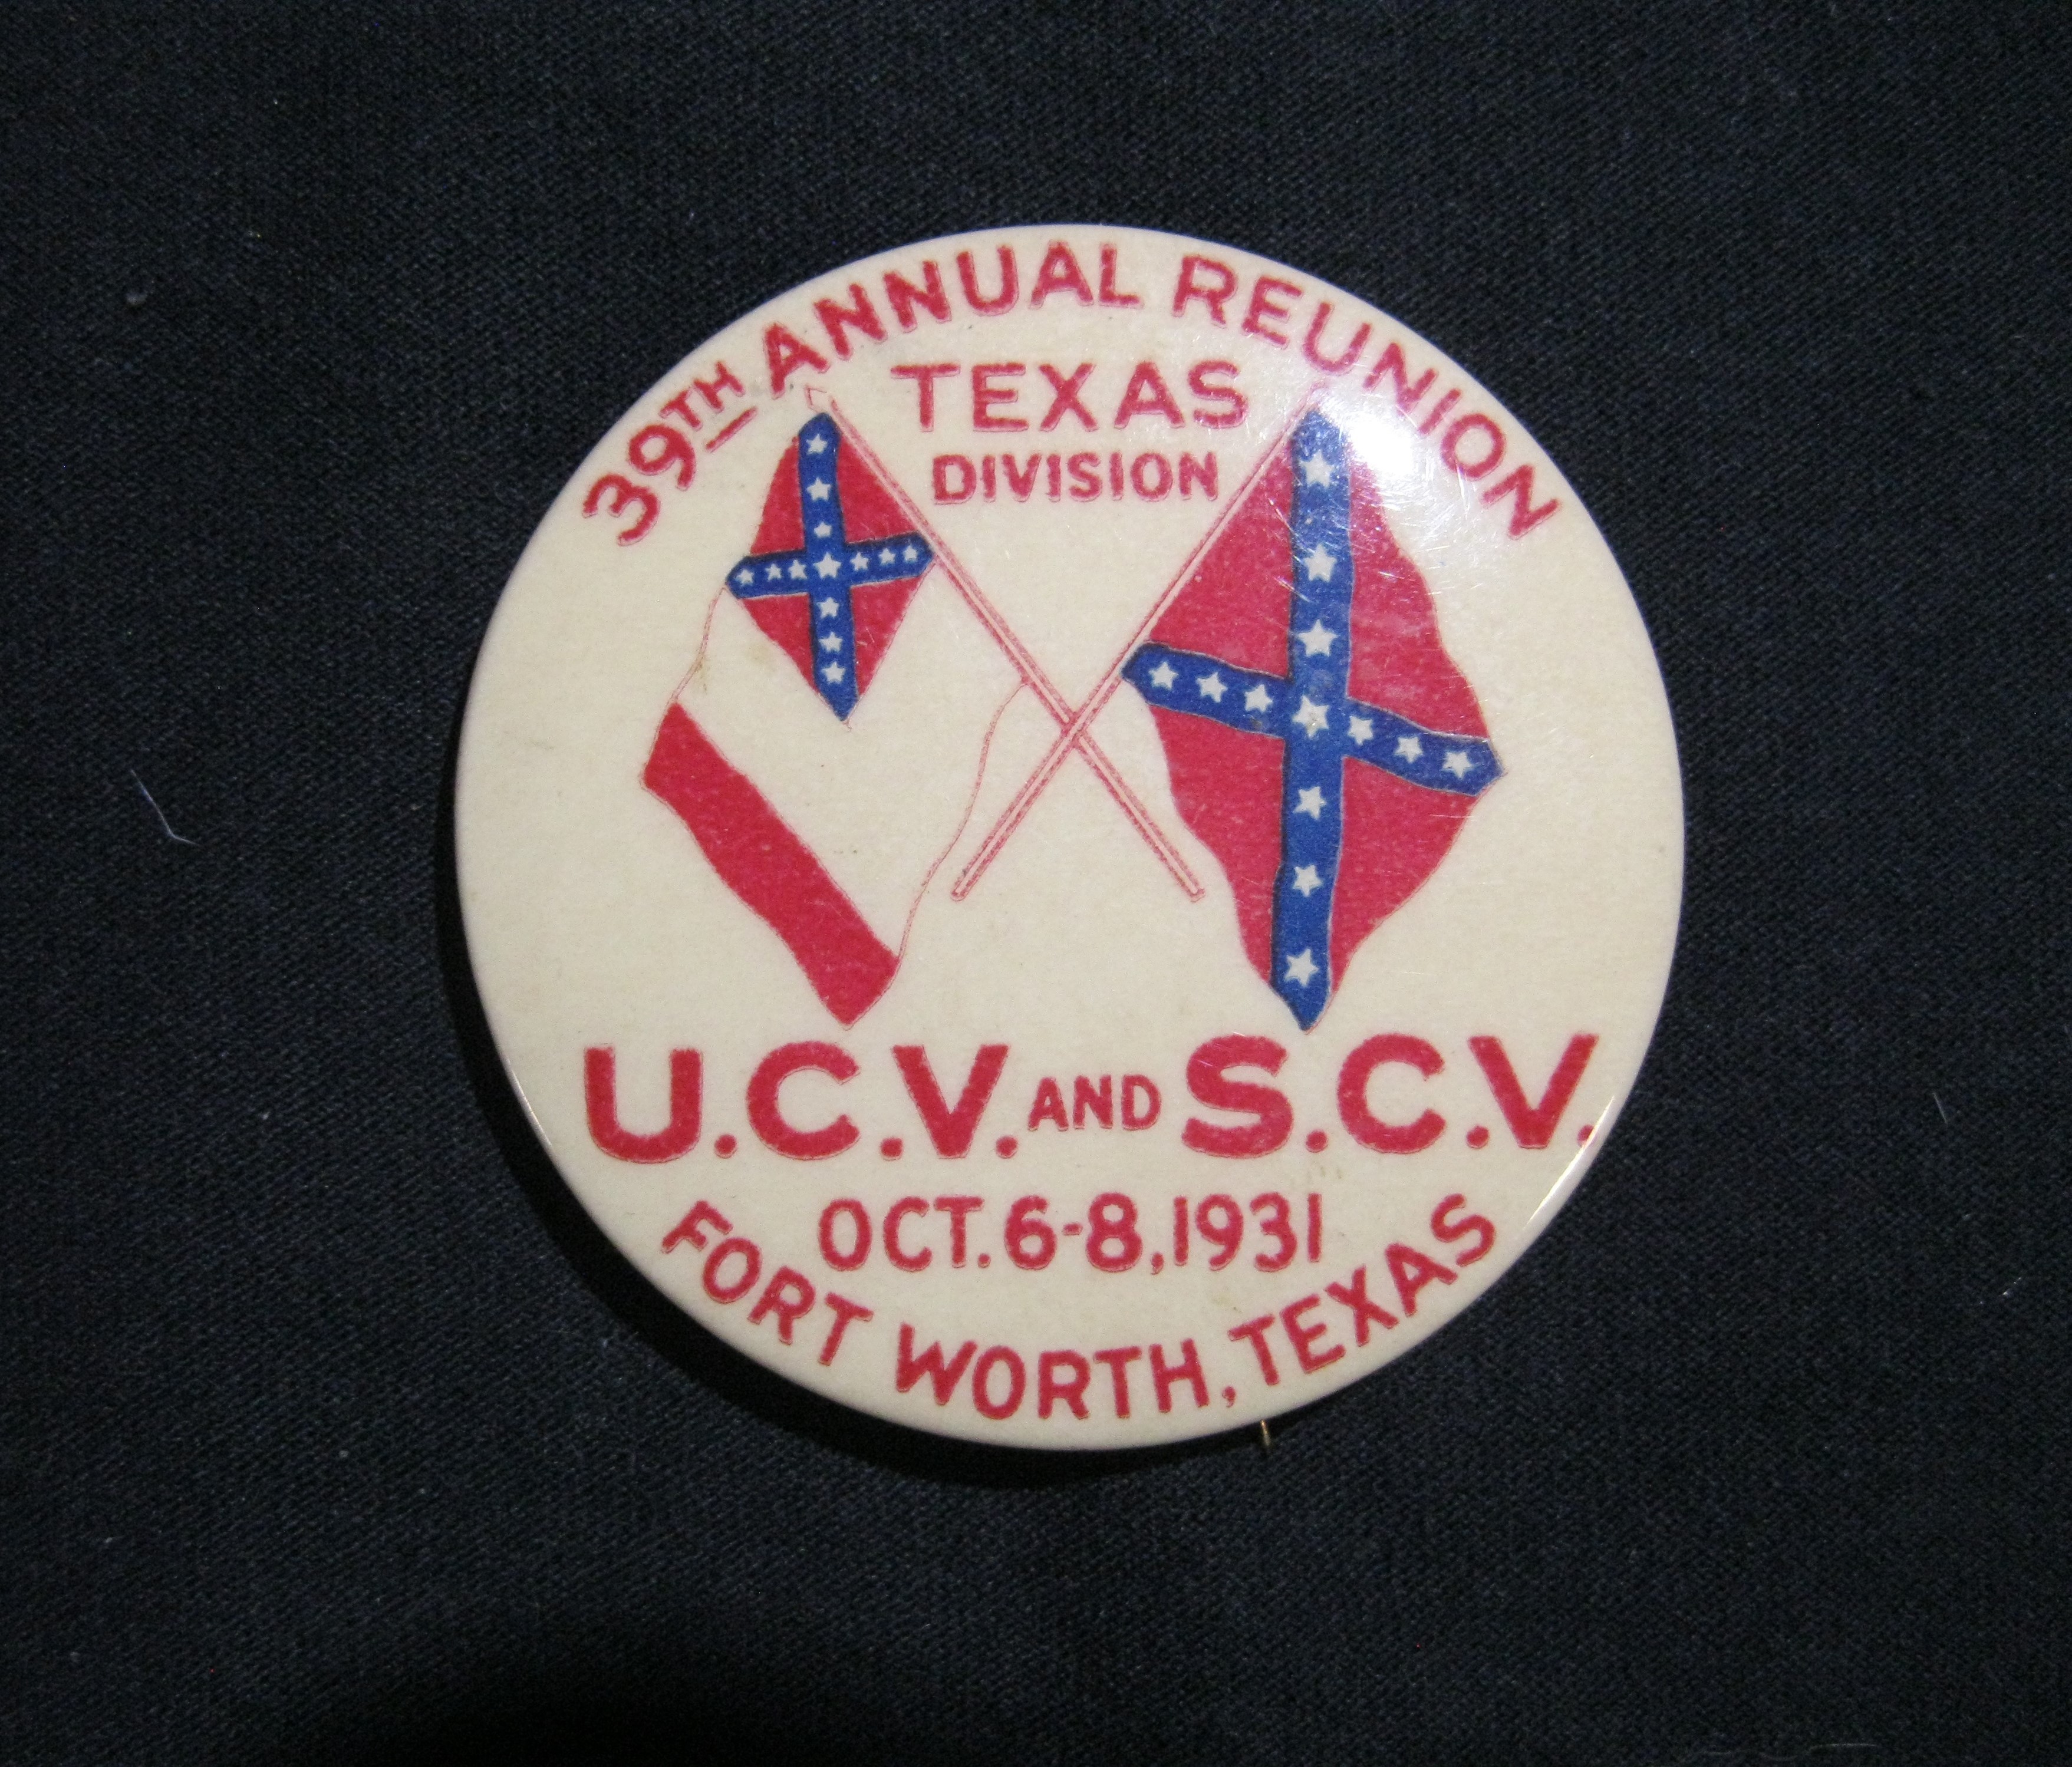 39TH ANNUAL REUNION
TEXAS
DIVISION
U.C.V. AND S.C.V.
OCT. 6-8, 1931
FORT WORTH, TEXAS